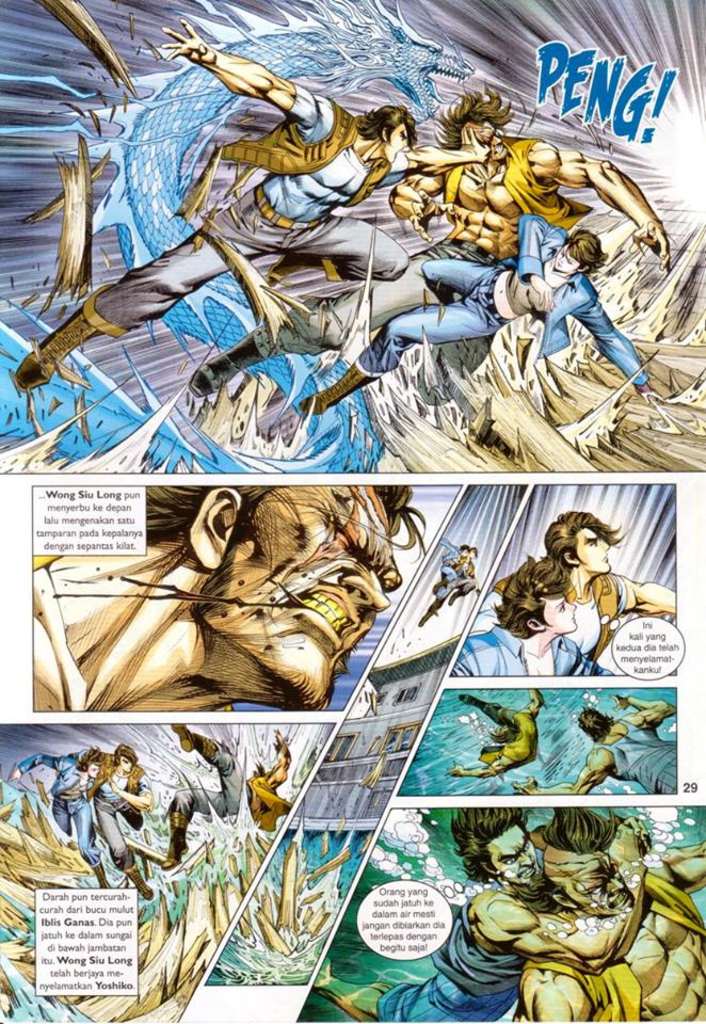 PENG!
...Wong Siu Long pun
menyerbu ke depan
lalu mengenakan satu
tamparan pada kepalanya
dengan sepantas kilat.
Ini
kali yang
kedua dia telah
menyelamat-
kanku!
29
Darah pun tercurah-
curah dari bucu mulut
Iblis Ganas. Dia pun
jatuh ke dalam sungai
di bawah jambatan
itu. Wong Siu Long
telah berjaya me-
nyelamatkan Yoshiko.
Orang yang
sudah jatuh ke
dalam air mesti
jangan dibiarkan dia
terlepas dengan
begitu saja!